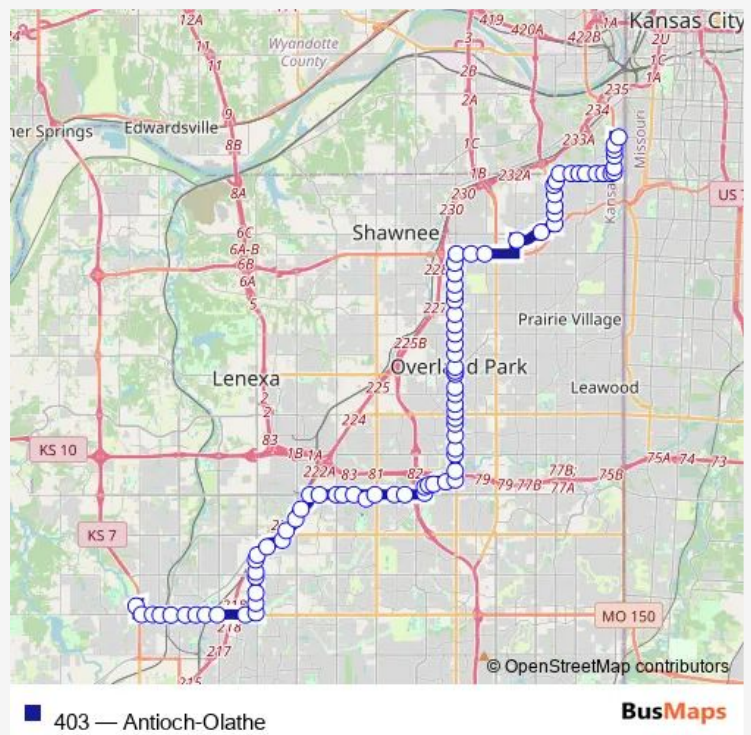 419
420A
1A
Kansas City
12A
3
422B
2U
11
Wyandotte
County
1C
11
2B
1A
2A
235
9
234
ner Springs
Edwardsville
1C
233A
Missouri
8B
1B
232A
8A
230
Kansas
US 7
230
6C
Shawnee
6A-B
6B
228
6A
5
227
Prairie Village
225B
Overland Park
Lenexa
225
Leawood
2
2
224
83
KS 10
1B
1A
75A
74
73
222A
83
81
82
79
79
77B
77B;
77A
75B
KS 7
218
218
MO 150
217
215
© OpenStreetMap contributors
403 — Antioch-Olathe
BusMaps